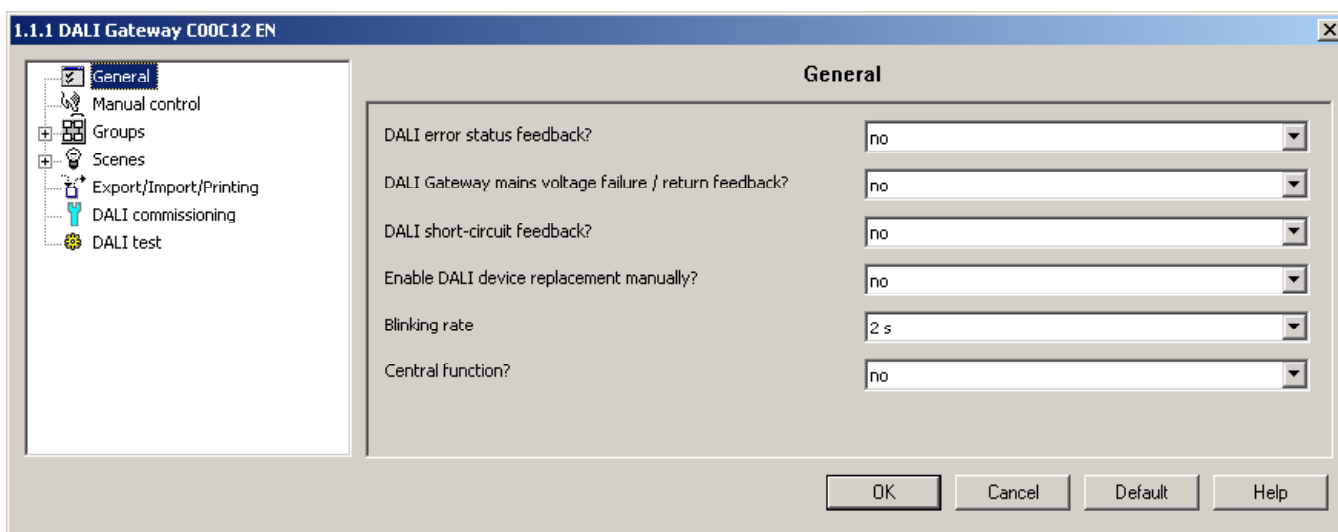 1.1.1 DALI Gateway C00C12 EN
General
Manual control
Groups
Scenes
Export/Import/Printing
DALI commissioning
DALI test
General
DALI error status feedback? no
DALI Gateway mains voltage failure / return feedback? no
DALI short-circuit feedback? no
Enable DALI device replacement manually? no
Blinking rate 2 s
Central function? no
OK Cancel Default Help